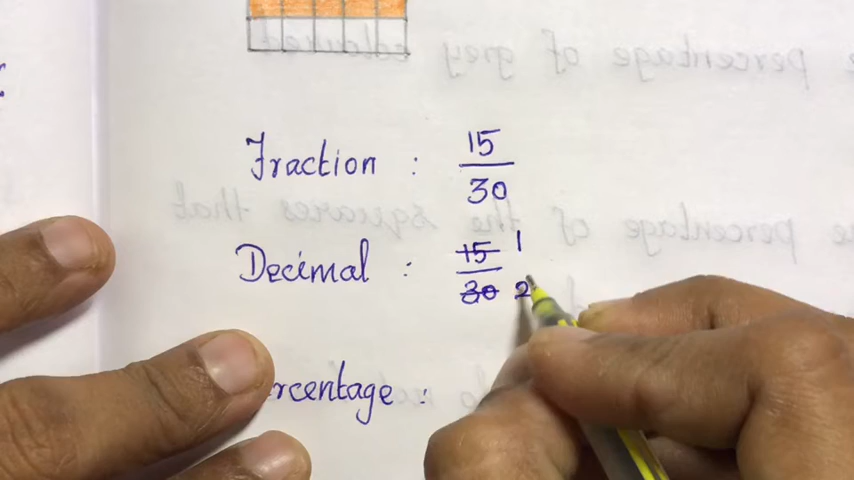 Fraction : 15/30
Decimal : 15/30 1/2
rcentage :